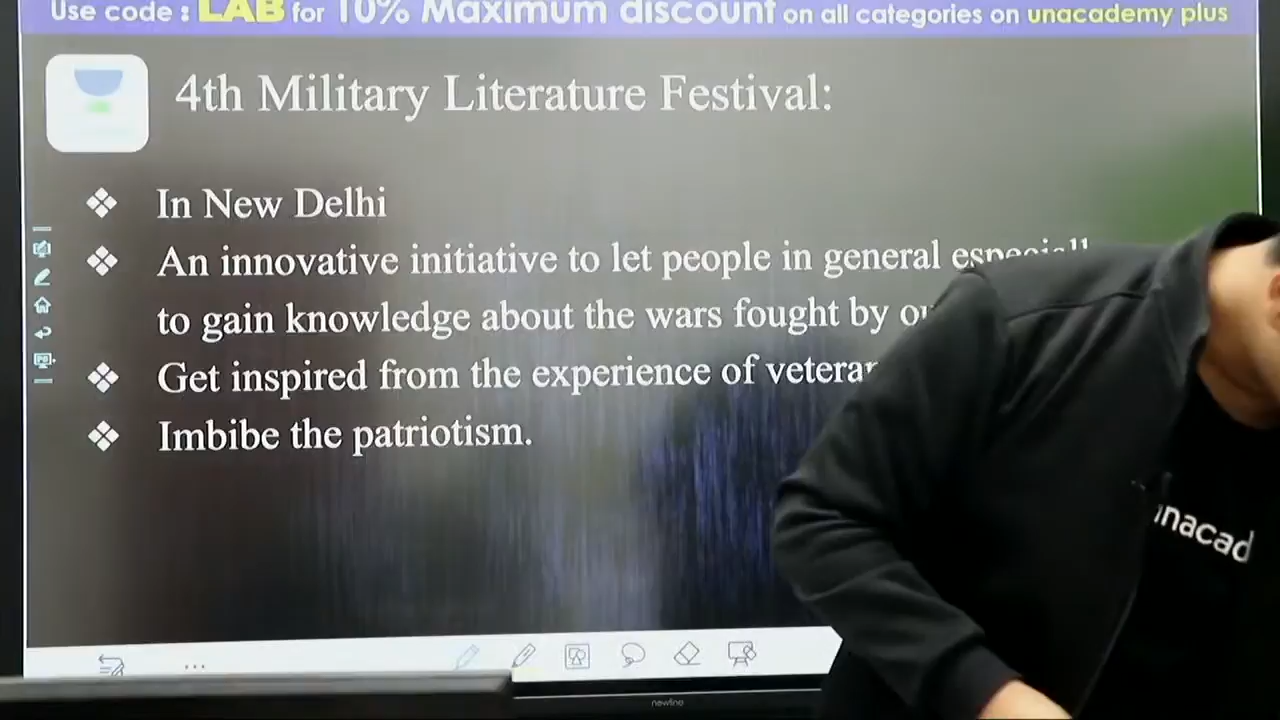 Use code : LAB for 10% Maximum discount on all categories on unacademy plus
4th Military Literature Festival:
❖ In New Delhi
❖ An innovative initiative to let people in general
to gain knowledge about the wars fought by
❖ Get inspired from the experience of
❖ Imbibe the patriotism.
unacad
newline